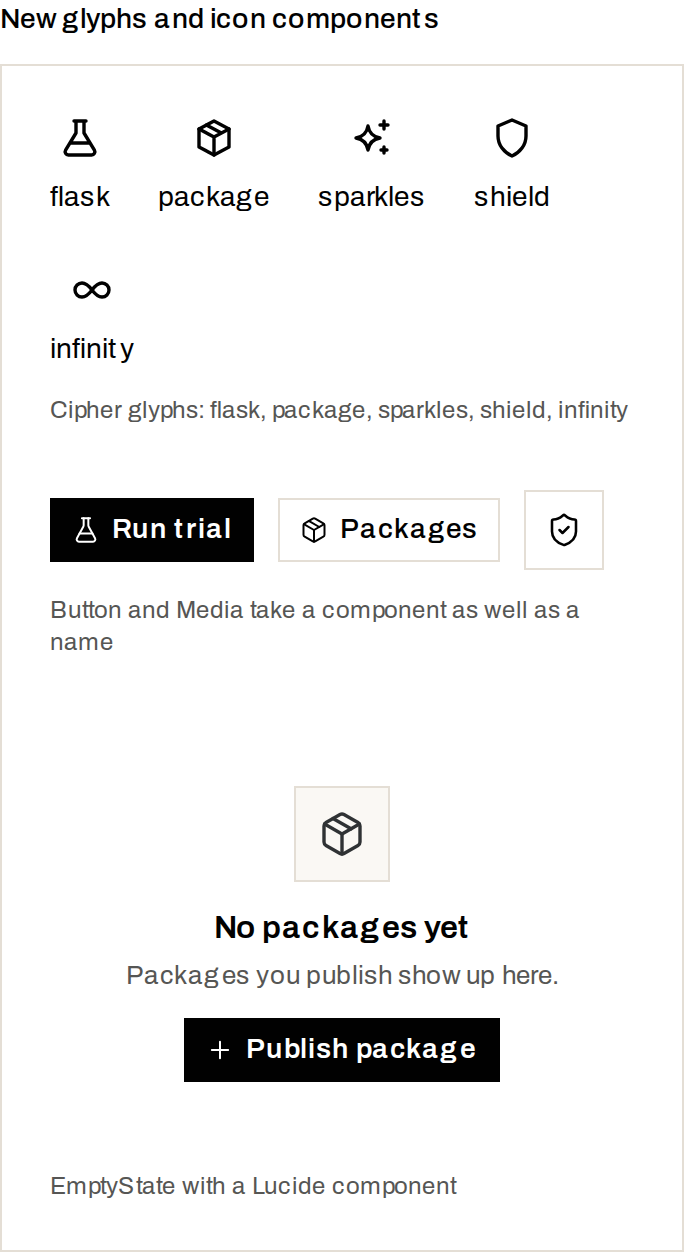 New glyphs and icon components
flask package sparkles shield
infinity
Cipher glyphs: flask, package, sparkles, shield, infinity
Run trial Packages
Button and Media take a component as well as a
name
No packages yet
Packages you publish show up here.
Publish package
EmptyState with a Lucide component